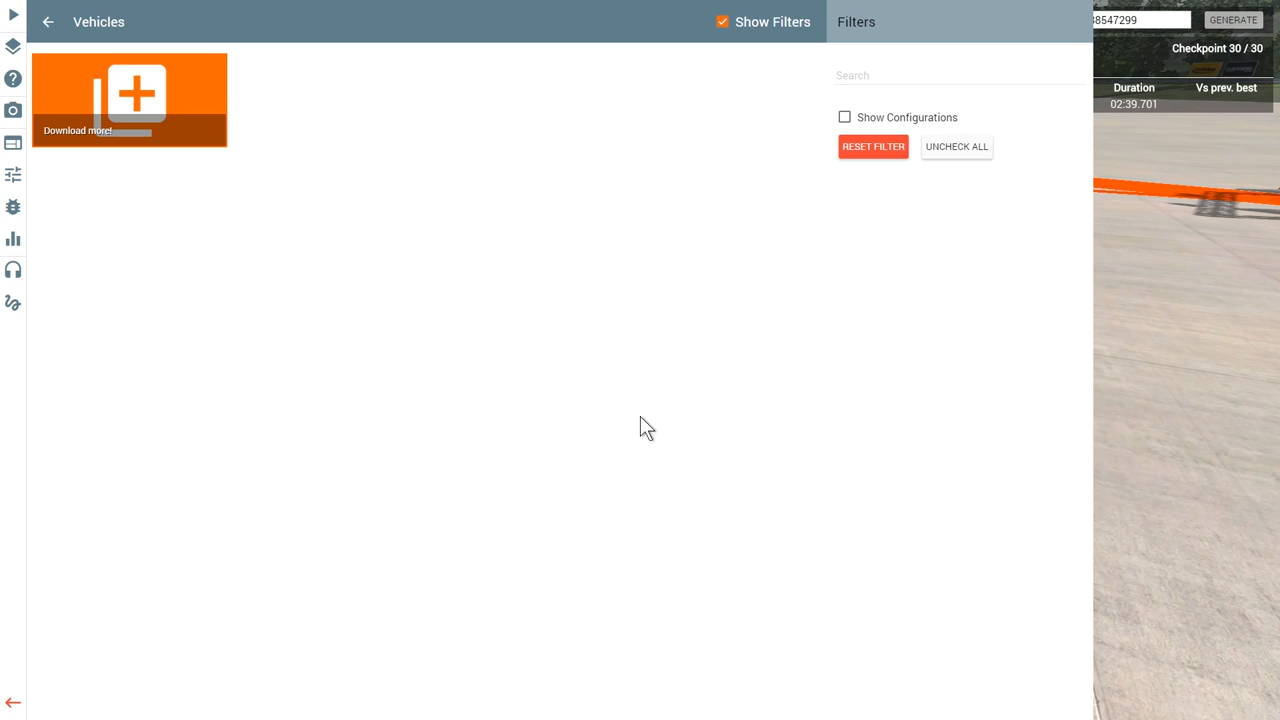 Vehicles
Show Filters
Filters
38547299
GENERATE
Checkpoint 30 / 30
Search
Duration
Vs prev. best
02:39.701
Show Configurations
Download more!
RESET FILTER
UNCHECK ALL